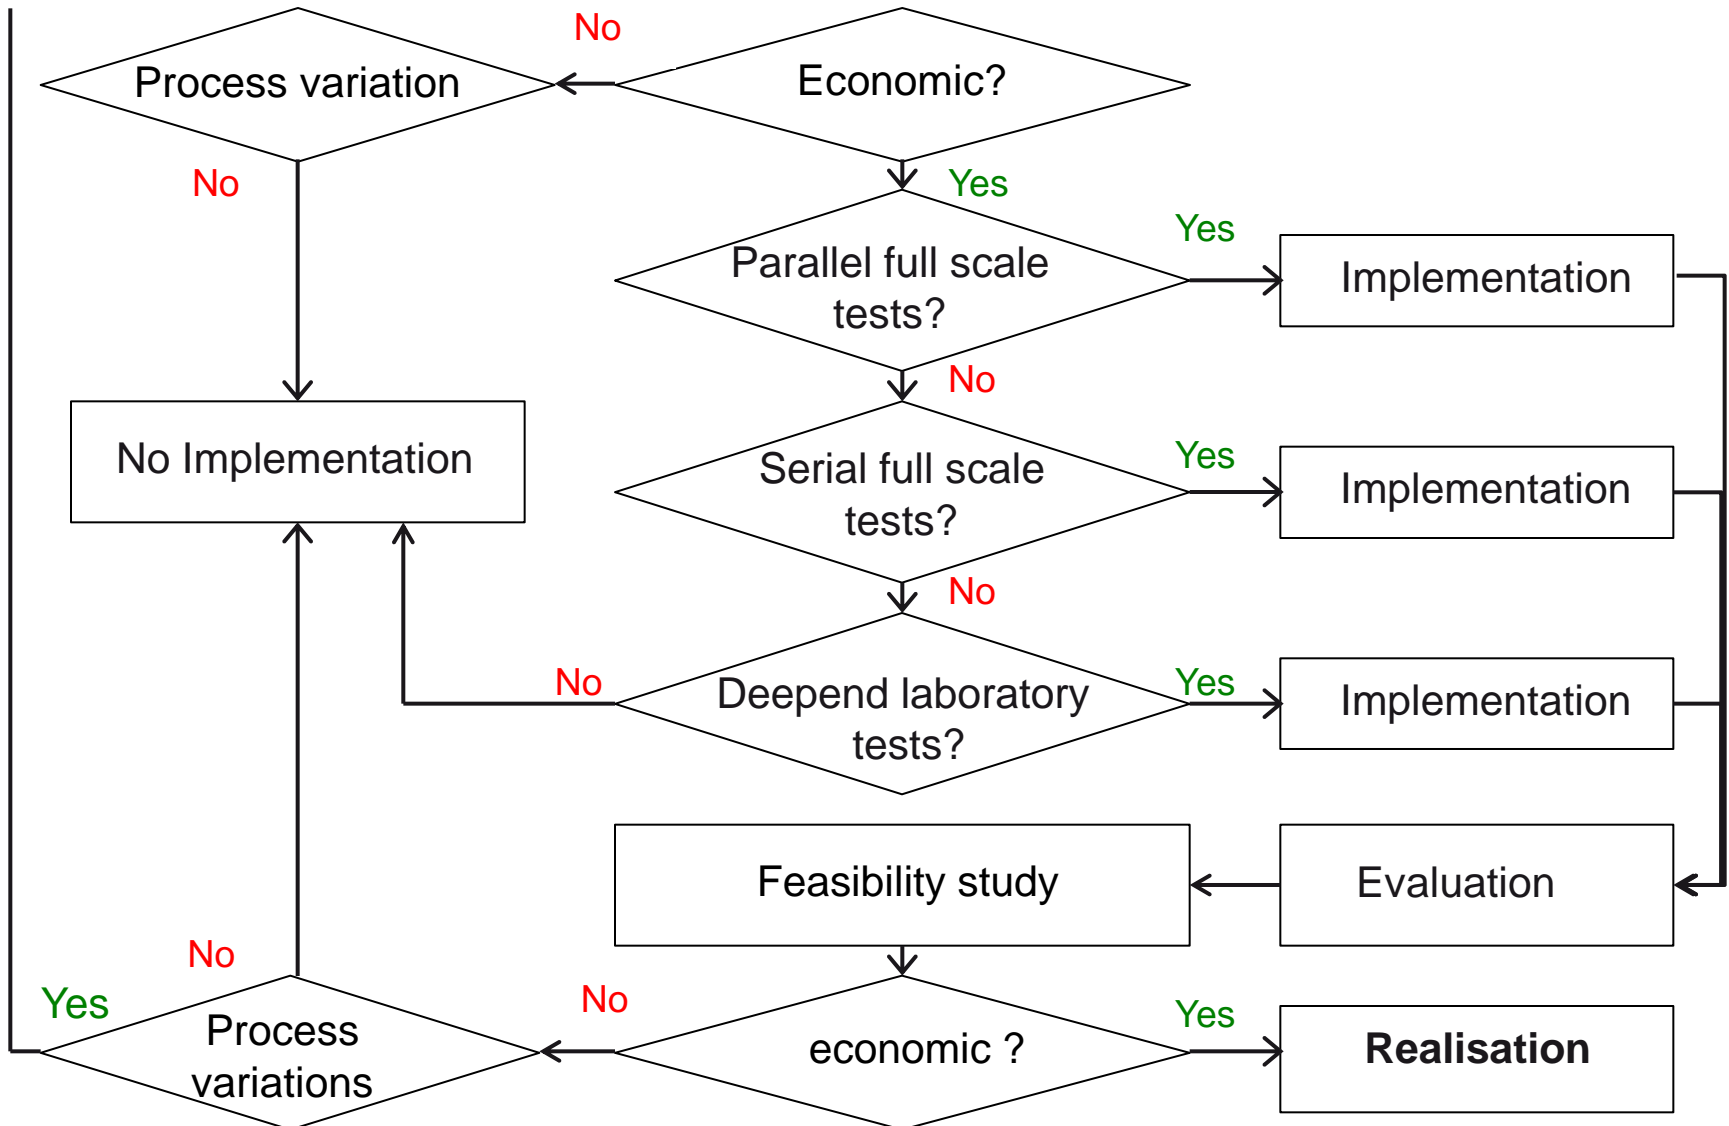 No
Process variation
Economic?
No
Yes
Yes
Parallel full scale
tests?
Implementation
No
No Implementation
Yes
Serial full scale
tests?
Implementation
No
No
Yes
Deepend laboratory
tests?
Implementation
Feasibility study
Evaluation
No
Yes
No
Yes
Process
variations
economic ?
Realisation